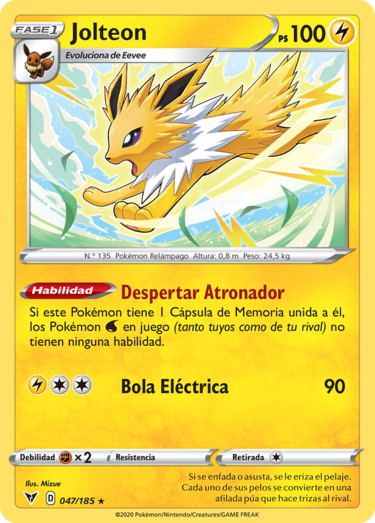 FASE 1
Jolteon
PS 100
Evoluciona de Eevee
N.º 135 Pokémon Relámpago Altura: 0,8 m Peso: 24,5 kg
Habilidad Despertar Atronador
Si este Pokémon tiene 1 Cápsula de Memoria unida a él,
los Pokémon en juego (tanto tuyos como de tu rival) no
tienen ninguna habilidad.
Bola Eléctrica 90
Debilidad ×2 Resistencia Retirada
Ilus. Mizue
D 047/185 ★
Si se enfada o asusta, se le eriza el pelaje.
Cada uno de sus pelos se convierte en
una afilada púa que hace trizas al rival.
©2020 Pokémon/Nintendo/Creatures/GAME FREAK